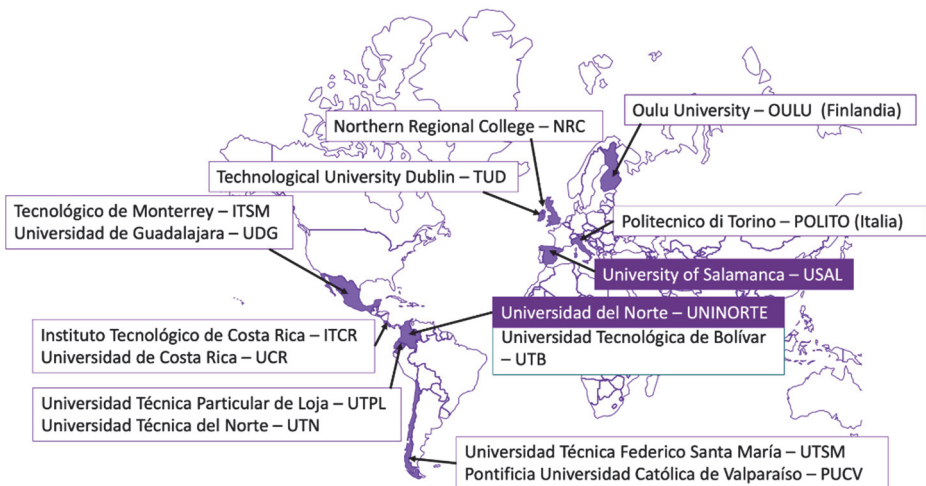 Oulu University – OULU (Finlandia)
Northern Regional College – NRC
Technological University Dublin – TUD
Tecnológico de Monterrey – ITSM
Universidad de Guadalajara – UDG
Politecnico di Torino – POLITO (Italia)
University of Salamanca – USAL
Universidad del Norte – UNINORTE
Universidad Tecnológica de Bolívar
– UTB
Instituto Tecnológico de Costa Rica – ITCR
Universidad de Costa Rica – UCR
Universidad Técnica Particular de Loja – UTPL
Universidad Técnica del Norte – UTN
Universidad Técnica Federico Santa María – UTSM
Pontificia Universidad Católica de Valparaíso – PUCV